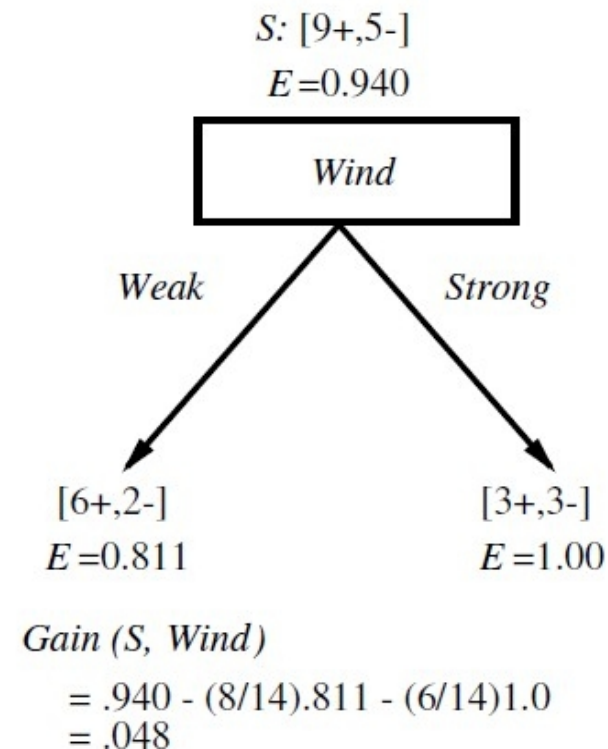 S: [9+,5-]
E =0.940
Wind
Weak Strong
[6+,2-] [3+,3-]
E =0.811 E =1.00
Gain (S, Wind)
= .940 - (8/14).811 - (6/14)1.0
= .048